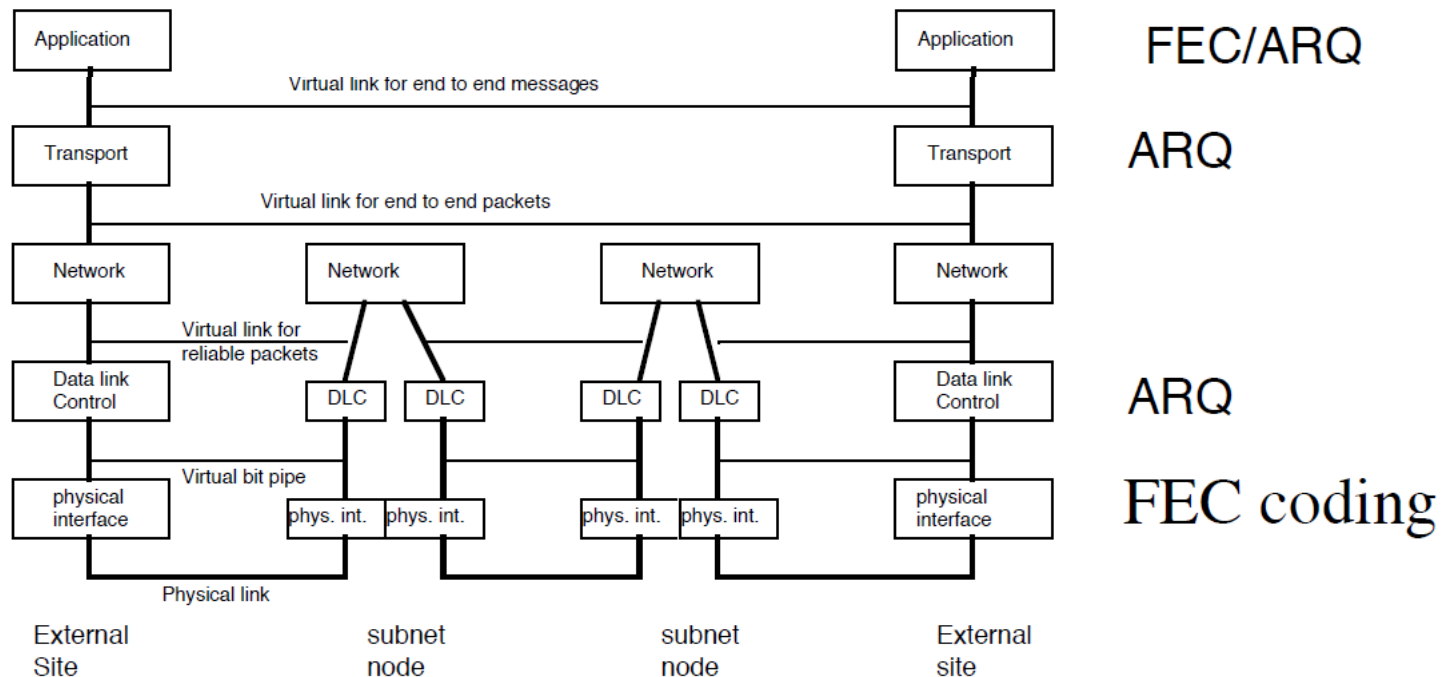 Application
Application
FEC/ARQ
Virtual link for end to end messages
Transport
Transport
ARQ
Virtual link for end to end packets
Network
Network
Network
Network
Virtual link for
reliable packets
Data link
Control
DLC
DLC
DLC
DLC
Data link
Control
ARQ
Virtual bit pipe
physical
interface
phys. int.
phys. int.
phys. int.
phys. int.
physical
interface
FEC coding
Physical link
External
Site
subnet
node
subnet
node
External
site